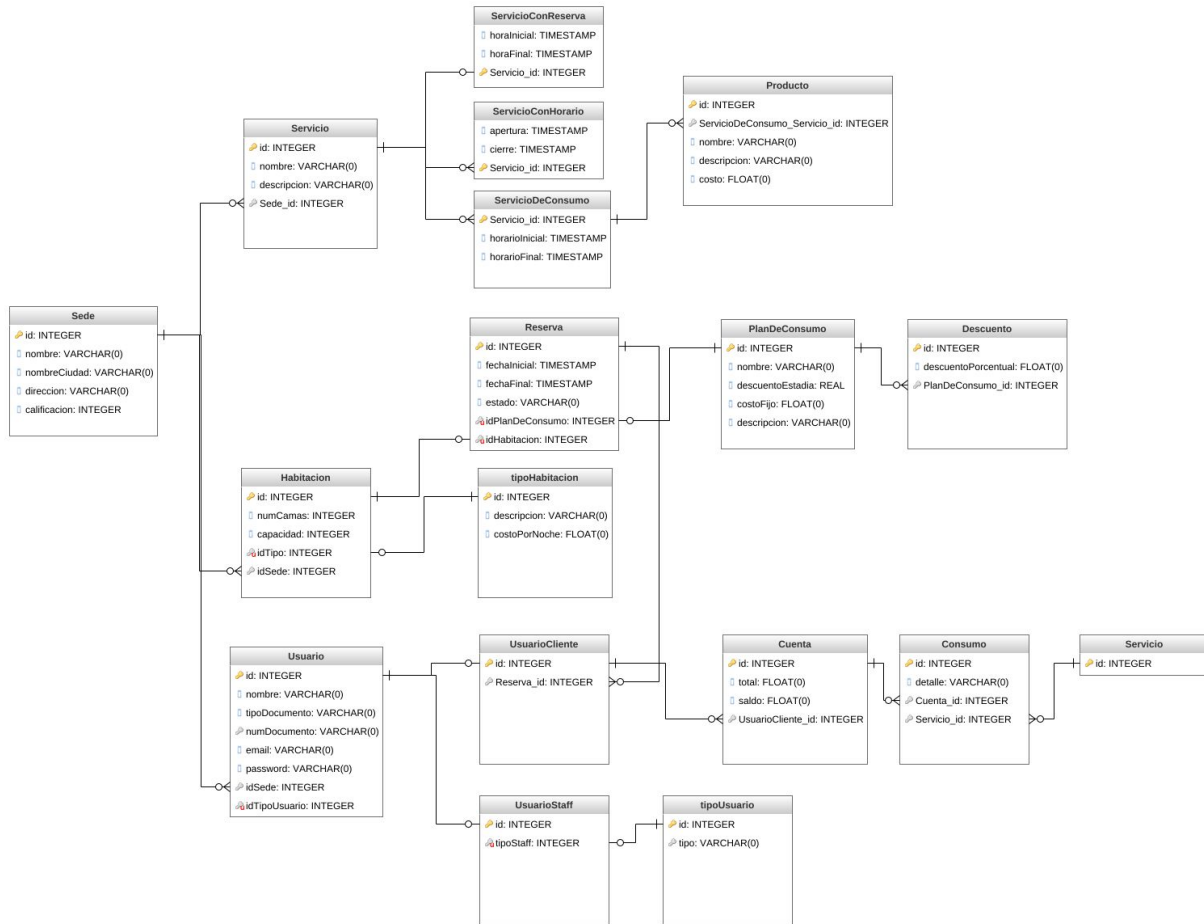 ServicioConReserva
horaInicial: TIMESTAMP
horaFinal: TIMESTAMP
Servicio_id: INTEGER
ServicioConHorario
apertura: TIMESTAMP
cierre: TIMESTAMP
Servicio_id: INTEGER
Producto
id: INTEGER
ServicioDeConsumo_Servicio_id: INTEGER
nombre: VARCHAR(0)
descripcion: VARCHAR(0)
costo: FLOAT(0)
Servicio
id: INTEGER
nombre: VARCHAR(0)
descripcion: VARCHAR(0)
Sede_id: INTEGER
ServicioDeConsumo
Servicio_id: INTEGER
horarioInicial: TIMESTAMP
horarioFinal: TIMESTAMP
Sede
id: INTEGER
nombre: VARCHAR(0)
nombreCiudad: VARCHAR(0)
direccion: VARCHAR(0)
calificacion: INTEGER
Reserva
id: INTEGER
fechaInicial: TIMESTAMP
fechaFinal: TIMESTAMP
estado: VARCHAR(0)
idPlanDeConsumo: INTEGER
idHabitacion: INTEGER
PlanDeConsumo
id: INTEGER
nombre: VARCHAR(0)
descuentoEstadia: REAL
costoFijo: FLOAT(0)
descripcion: VARCHAR(0)
Descuento
id: INTEGER
descuentoPorcentual: FLOAT(0)
PlanDeConsumo_id: INTEGER
Habitacion
id: INTEGER
numCamas: INTEGER
capacidad: INTEGER
idTipo: INTEGER
idSede: INTEGER
tipoHabitacion
id: INTEGER
descripcion: VARCHAR(0)
costoPorNoche: FLOAT(0)
Usuario
id: INTEGER
nombre: VARCHAR(0)
tipoDocumento: VARCHAR(0)
numDocumento: VARCHAR(0)
email: VARCHAR(0)
password: VARCHAR(0)
idSede: INTEGER
idTipoUsuario: INTEGER
UsuarioCliente
id: INTEGER
Reserva_id: INTEGER
Cuenta
id: INTEGER
total: FLOAT(0)
saldo: FLOAT(0)
UsuarioCliente_id: INTEGER
Consumo
id: INTEGER
detalle: VARCHAR(0)
Cuenta_id: INTEGER
Servicio_id: INTEGER
Servicio
id: INTEGER
UsuarioStaff
id: INTEGER
tipoStaff: INTEGER
tipoUsuario
id: INTEGER
tipo: VARCHAR(0)